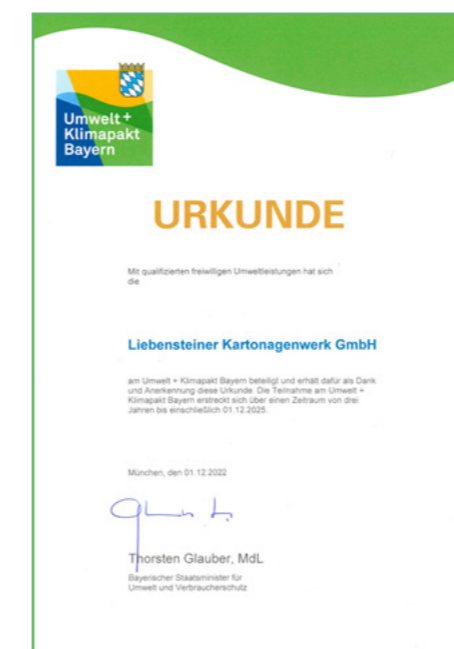 Umwelt+
Klimapakt
Bayern
URKUNDE
Mit qualifizierten freiwilligen Umweltleistungen hat sich
die
Liebensteiner Kartonagenwerk GmbH
am Umwelt + Klimapakt Bayern beteiligt und erhält dafür als Dank
und Anerkennung diese Urkunde. Die Teilnahme am Umwelt +
Klimapakt Bayern erstreckt sich über einen Zeitraum von drei
Jahren bis einschließlich 01.12.2025.
München, den 01.12.2022
Thorsten Glauber, MdL
Bayerischer Staatsminister für
Umwelt und Verbraucherschutz